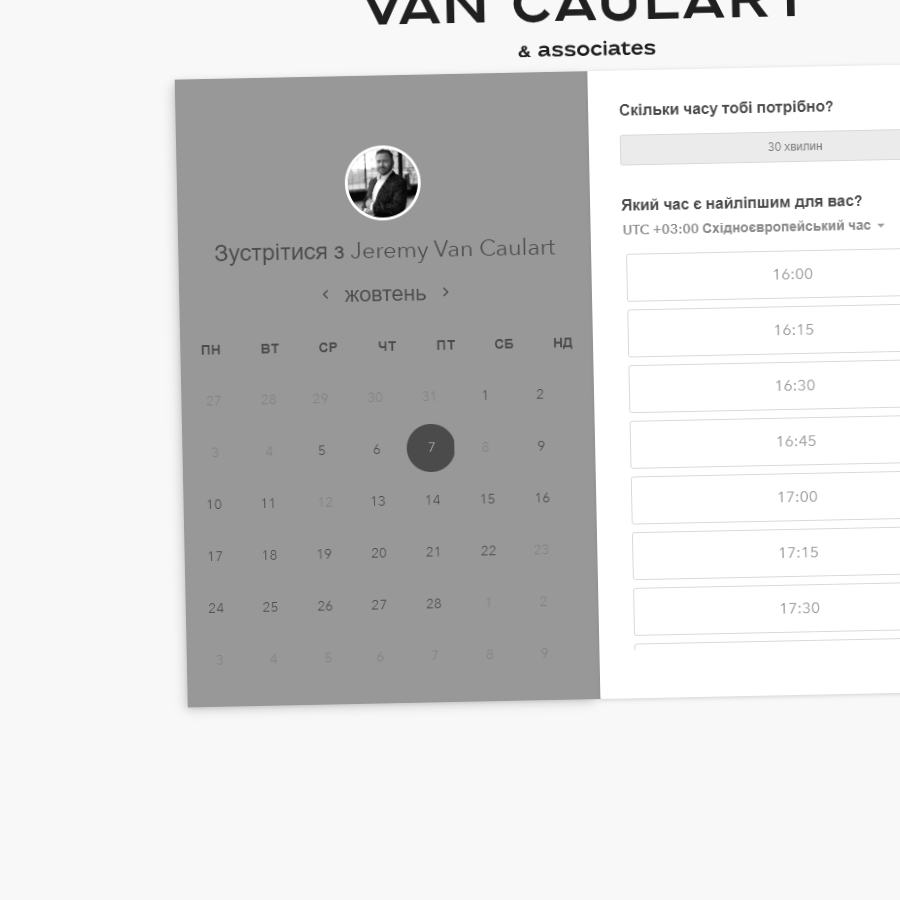 VAN CAULART
& associates
Зустрітися з Jeremy Van Caulart
жовтень
ПН ВТ СР ЧТ ПТ СБ НД
27 28 29 30 31 1 2
3 4 5 6 7 8 9
10 11 12 13 14 15 16
17 18 19 20 21 22 23
24 25 26 27 28 1 2
3 4 5 6 7 8 9
Скільки часу тобі потрібно?
30 хвилин
Який час є найліпшим для вас?
UTC +03:00 Східноєвропейський час
16:00
16:15
16:30
16:45
17:00
17:15
17:30